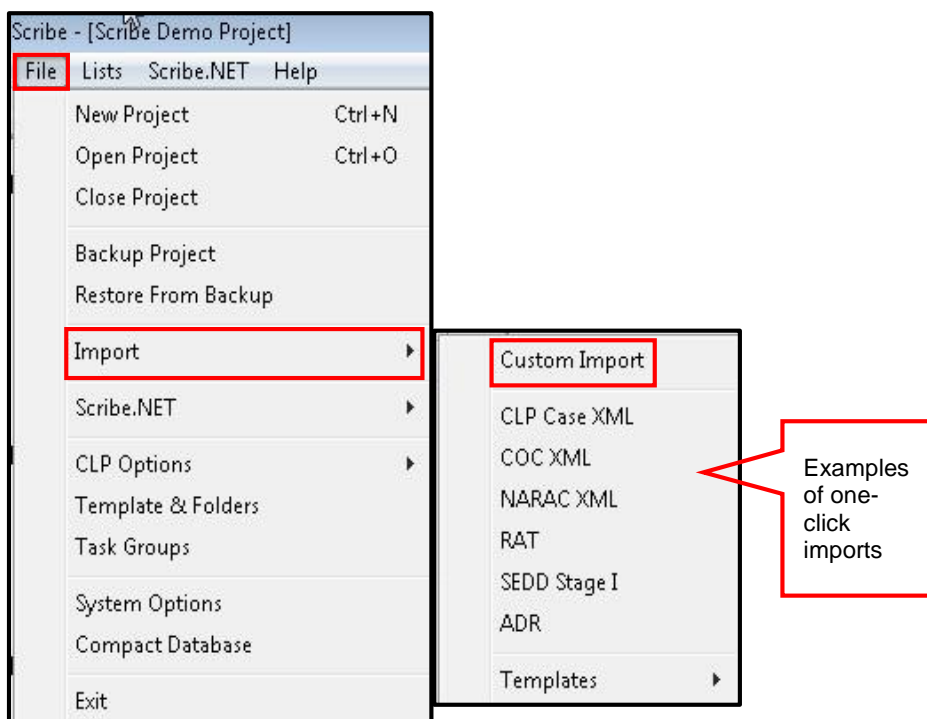 Scribe - [Scribe Demo Project]
File Lists Scribe.NET Help
New Project Ctrl+N
Open Project Ctrl+O
Close Project
Backup Project
Restore From Backup
Import
Scribe.NET
CLP Options
Template & Folders
Task Groups
System Options
Compact Database
Exit
Custom Import
CLP Case XML
COC XML
NARAC XML
RAT
SEDD Stage I
ADR
Templates
Examples
of one-
click
imports